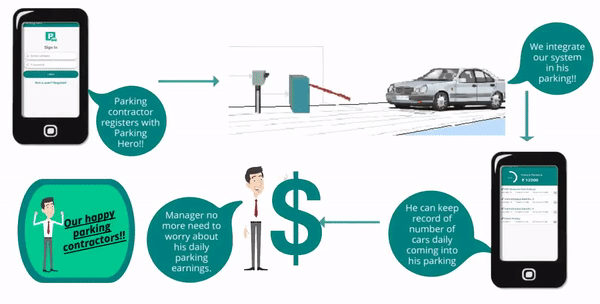 P
Sign In
Parking
contractor
registers with
Parking
Hero!!
We integrate
our system
in his
parking!!
₹ 12200
He can keep
record of
number of
cars daily
coming into
his parking
$
Manager no
more need to
worry about
his daily
parking
earnings.
Our happy
parking
contractors!!